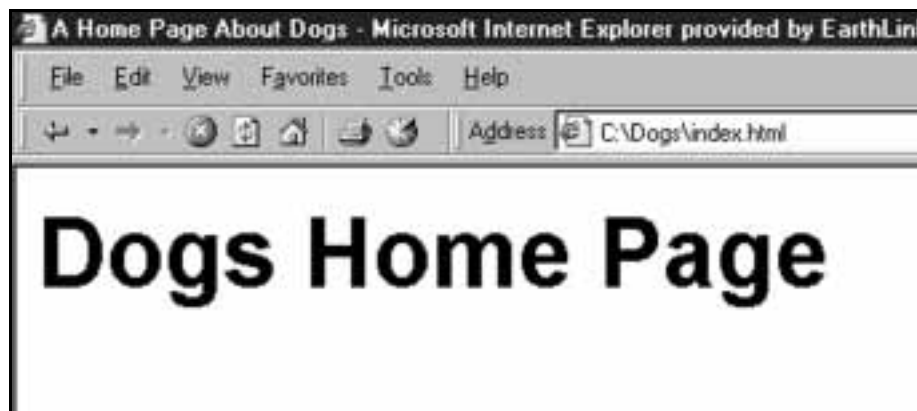 A Home Page About Dogs - Microsoft Internet Explorer provided by EarthLin
File Edit View Favorites Tools Help
Address C:\Dogs\index.html
Dogs Home Page